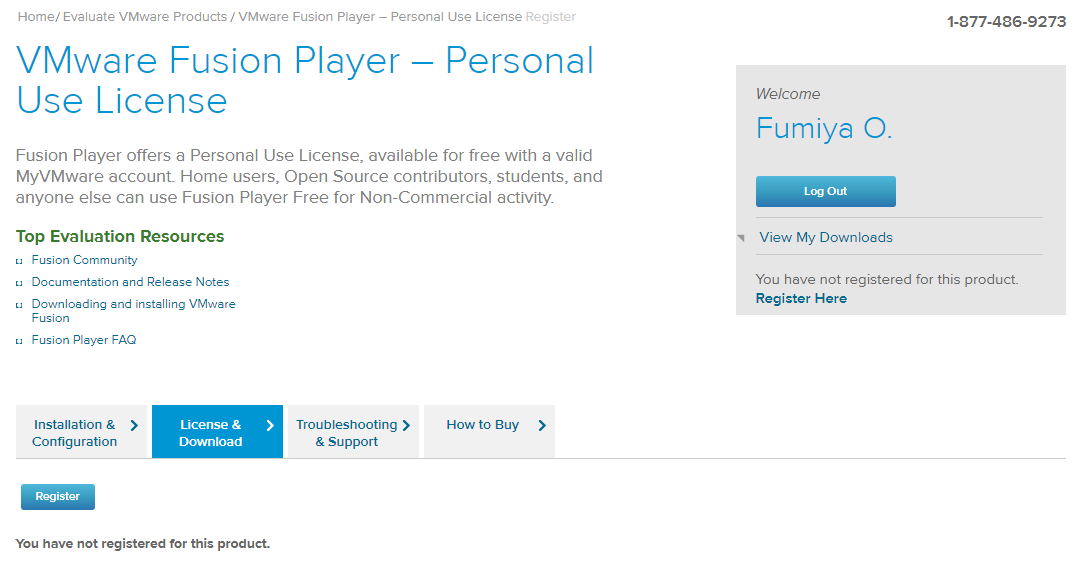 Home/ Evaluate VMware Products / VMware Fusion Player – Personal Use License Register
1-877-486-9273
VMware Fusion Player – Personal
Use License
Fusion Player offers a Personal Use License, available for free with a valid
MyVMware account. Home users, Open Source contributors, students, and
anyone else can use Fusion Player Free for Non-Commercial activity.
Top Evaluation Resources
Fusion Community
Documentation and Release Notes
Downloading and installing VMware
Fusion
Fusion Player FAQ
Welcome
Fumiya O.
Log Out
View My Downloads
You have not registered for this product.
Register Here
Installation &
Configuration
License &
Download
Troubleshooting
& Support
How to Buy
Register
You have not registered for this product.